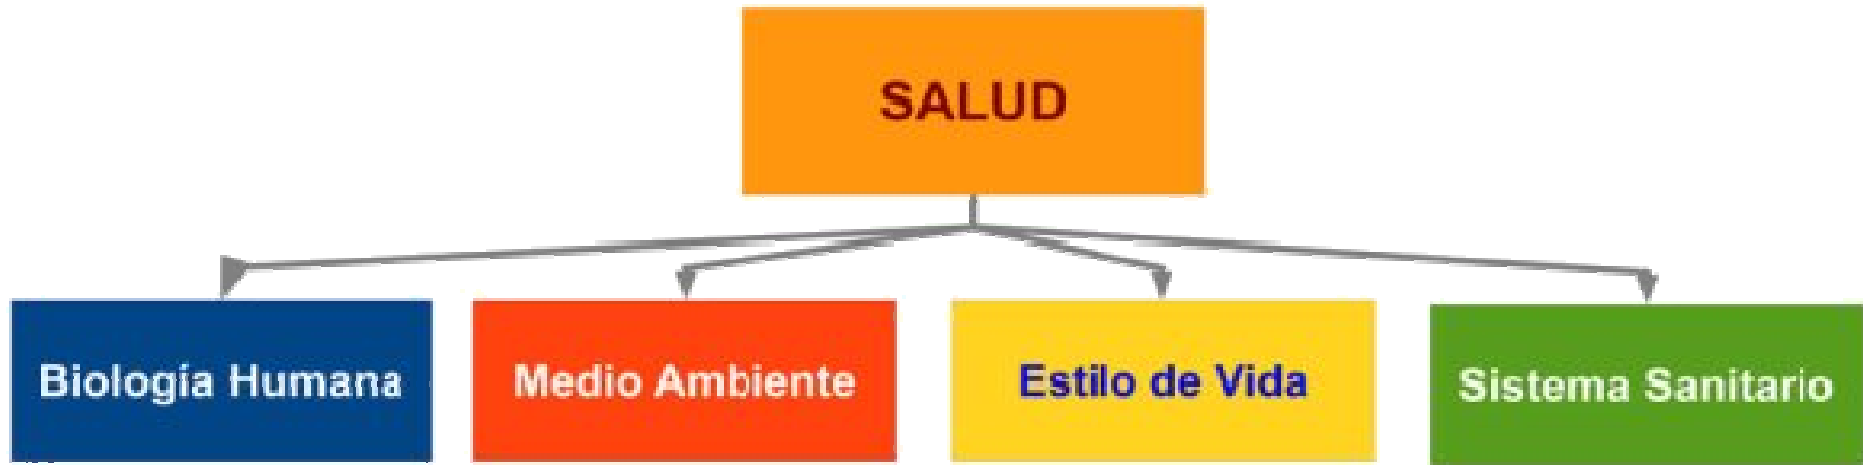 SALUD
Biología Humana
Medio Ambiente
Estilo de Vida
Sistema Sanitario